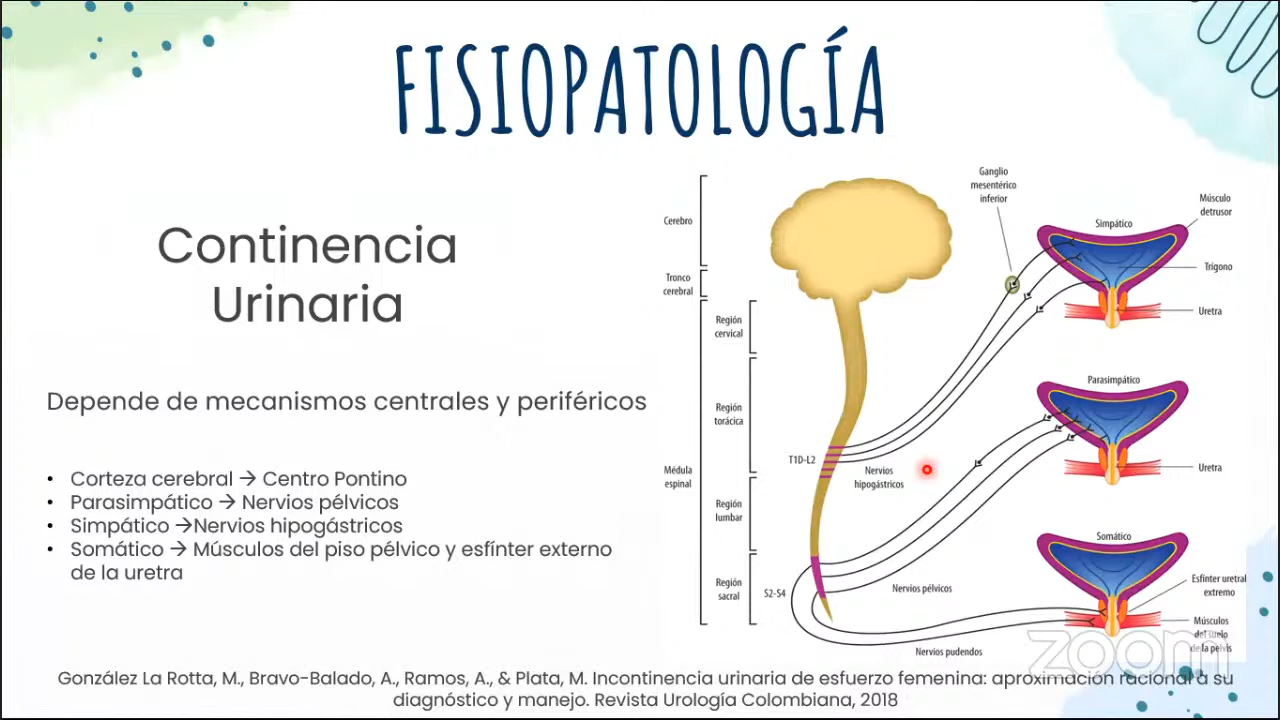 FISIOPATOLOGÍA
Continencia
Urinaria
Depende de mecanismos centrales y periféricos
• Corteza cerebral → Centro Pontino
• Parasimpático → Nervios pélvicos
• Simpático →Nervios hipogástricos
• Somático → Músculos del piso pélvico y esfínter externo
de la uretra
Cerebro
Tronco
cerebral
Región
cervical
Región
torácica
Médula
espinal
Región
lumbar
Región
sacral
T1D-L2
S2-S4
Nervios
hipogástricos
Nervios pélvicos
Nervios pudendos
Ganglio
mesentérico
inferior
Simpático
Músculo
detrusor
Trígono
Uretra
Parasimpático
Uretra
Somático
Esfínter uretral
extremo
Músculos
del suelo
de la pelvis
zoom
González La Rotta, M., Bravo-Balado, A., Ramos, A., & Plata, M. Incontinencia urinaria de esfuerzo femenina: aproximación racional a su
diagnóstico y manejo. Revista Urología Colombiana, 2018